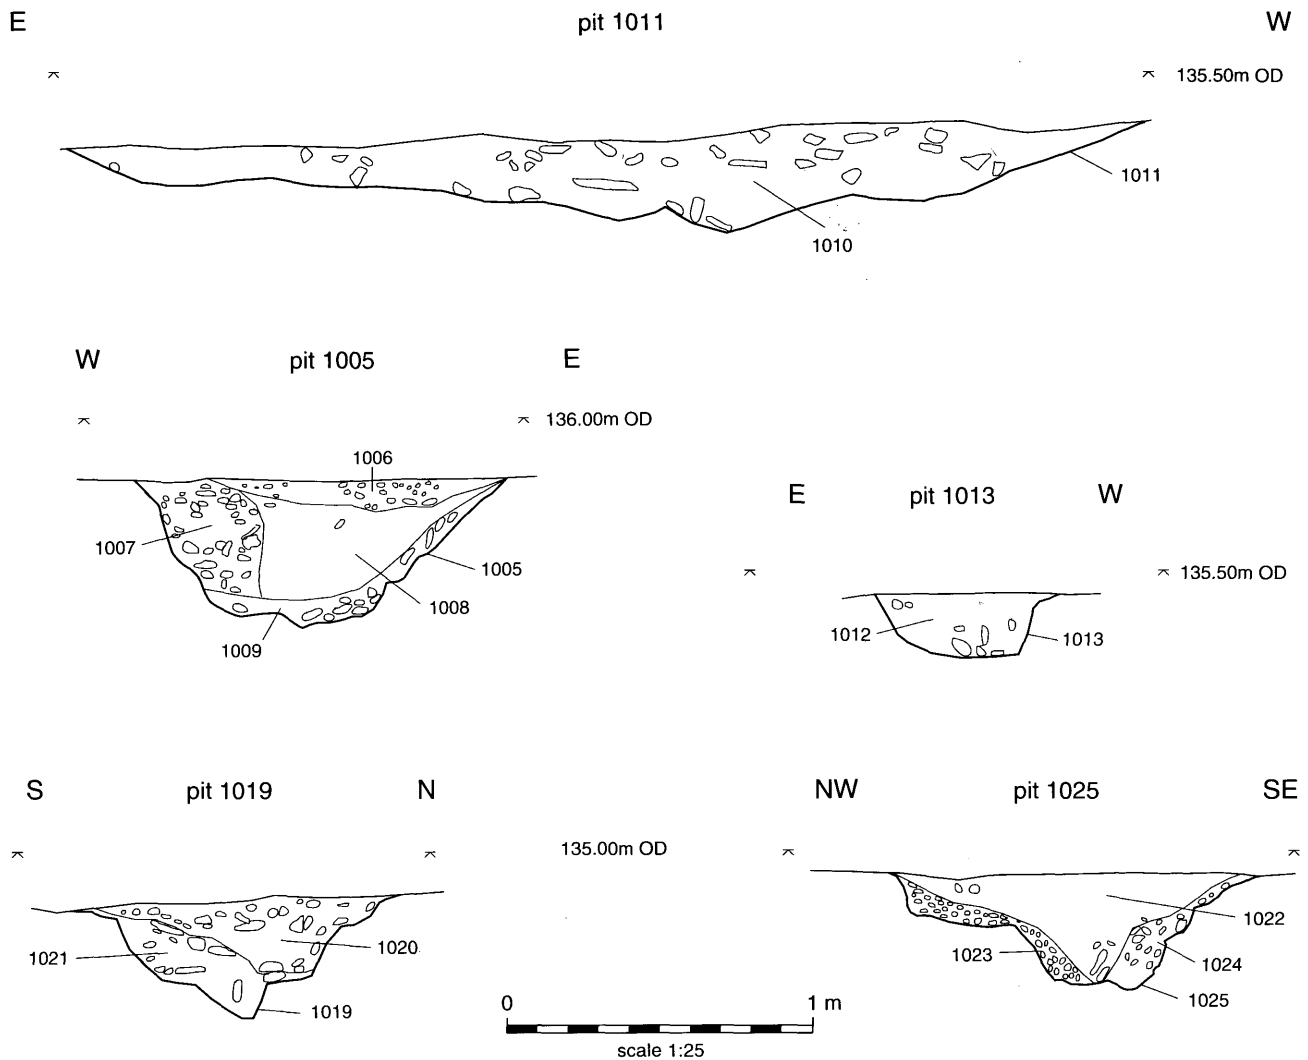 E pit 1011 W
135.50m OD
1011
1010
W pit 1005 E
136.00m OD
1006
1007
1005
1008
1009
E pit 1013 W
135.50m OD
1012
1013
S pit 1019 N
135.00m OD
1020
1021
1019
NW pit 1025 SE
1022
1023
1024
1025
0 1 m
scale 1:25